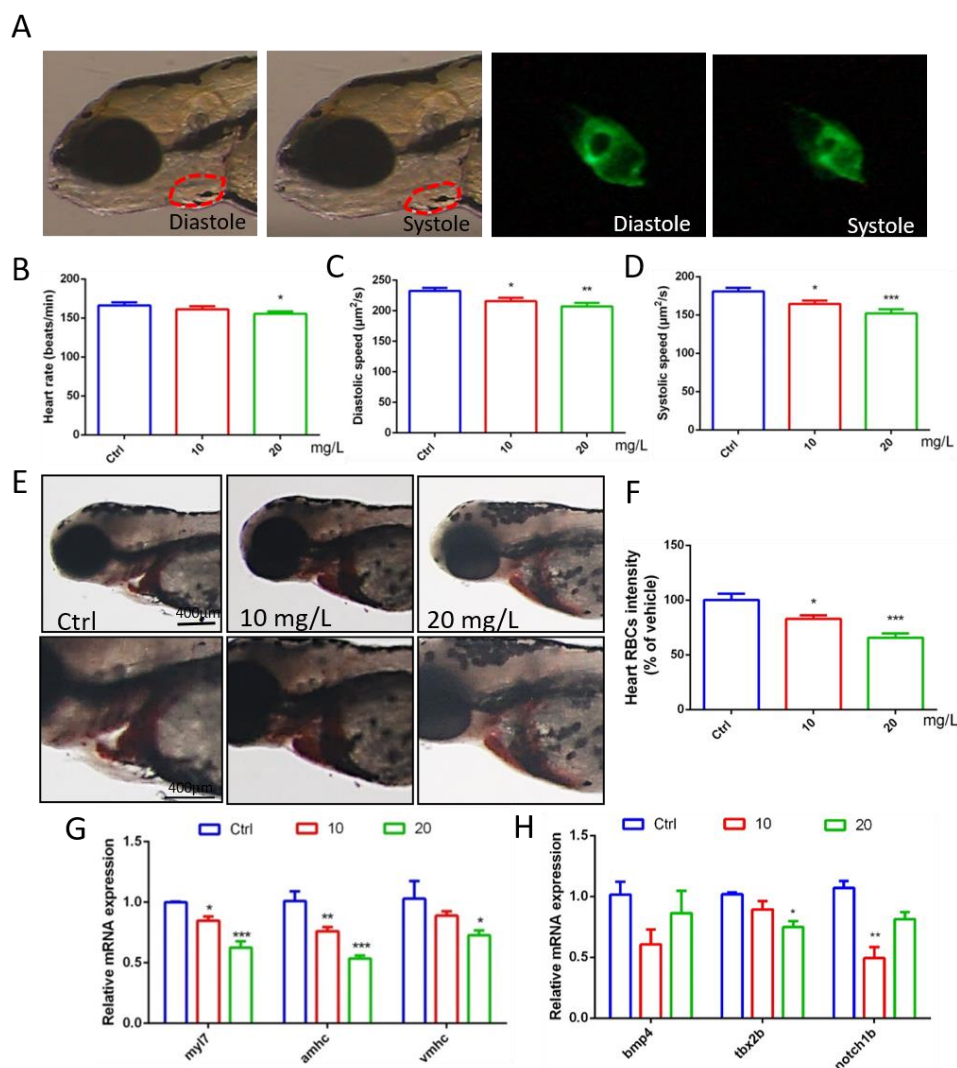 A
Diastole
Systole
Diastole
Systole
B
Heart rate (beats/min)
200
150
100
50
0
*
Ctrl
10
20
mg/L
C
Diastolic speed (µm²/s)
250
200
150
100
50
0
*
**
Ctrl
10
20
mg/L
D
Systolic speed (µm²/s)
200
150
100
50
0
*
***
Ctrl
10
20
mg/L
E
Ctrl
400µm
10 mg/L
20 mg/L
400µm
F
Heart RBCs intensity
(% of vehicle)
150
100
50
0
*
***
Ctrl
10
20
mg/L
G
Ctrl
10
20
Relative mRNA expression
1.5
1.0
0.5
0.0
*
***
**
***
*
myl7
amhc
vmhc
H
Ctrl
10
20
Relative mRNA expression
1.5
1.0
0.5
0.0
*
**
bmp4
tbx2b
notch1b